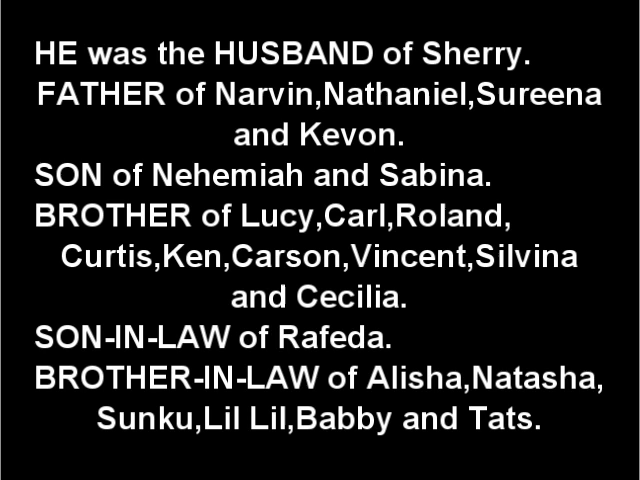 HE was the HUSBAND of Sherry.
FATHER of Narvin,Nathaniel,Sureena
and Kevon.
SON of Nehemiah and Sabina.
BROTHER of Lucy,Carl,Roland,
Curtis,Ken,Carson,Vincent,Silvina
and Cecilia.
SON-IN-LAW of Rafeda.
BROTHER-IN-LAW of Alisha,Natasha,
Sunku,Lil Lil,Babby and Tats.